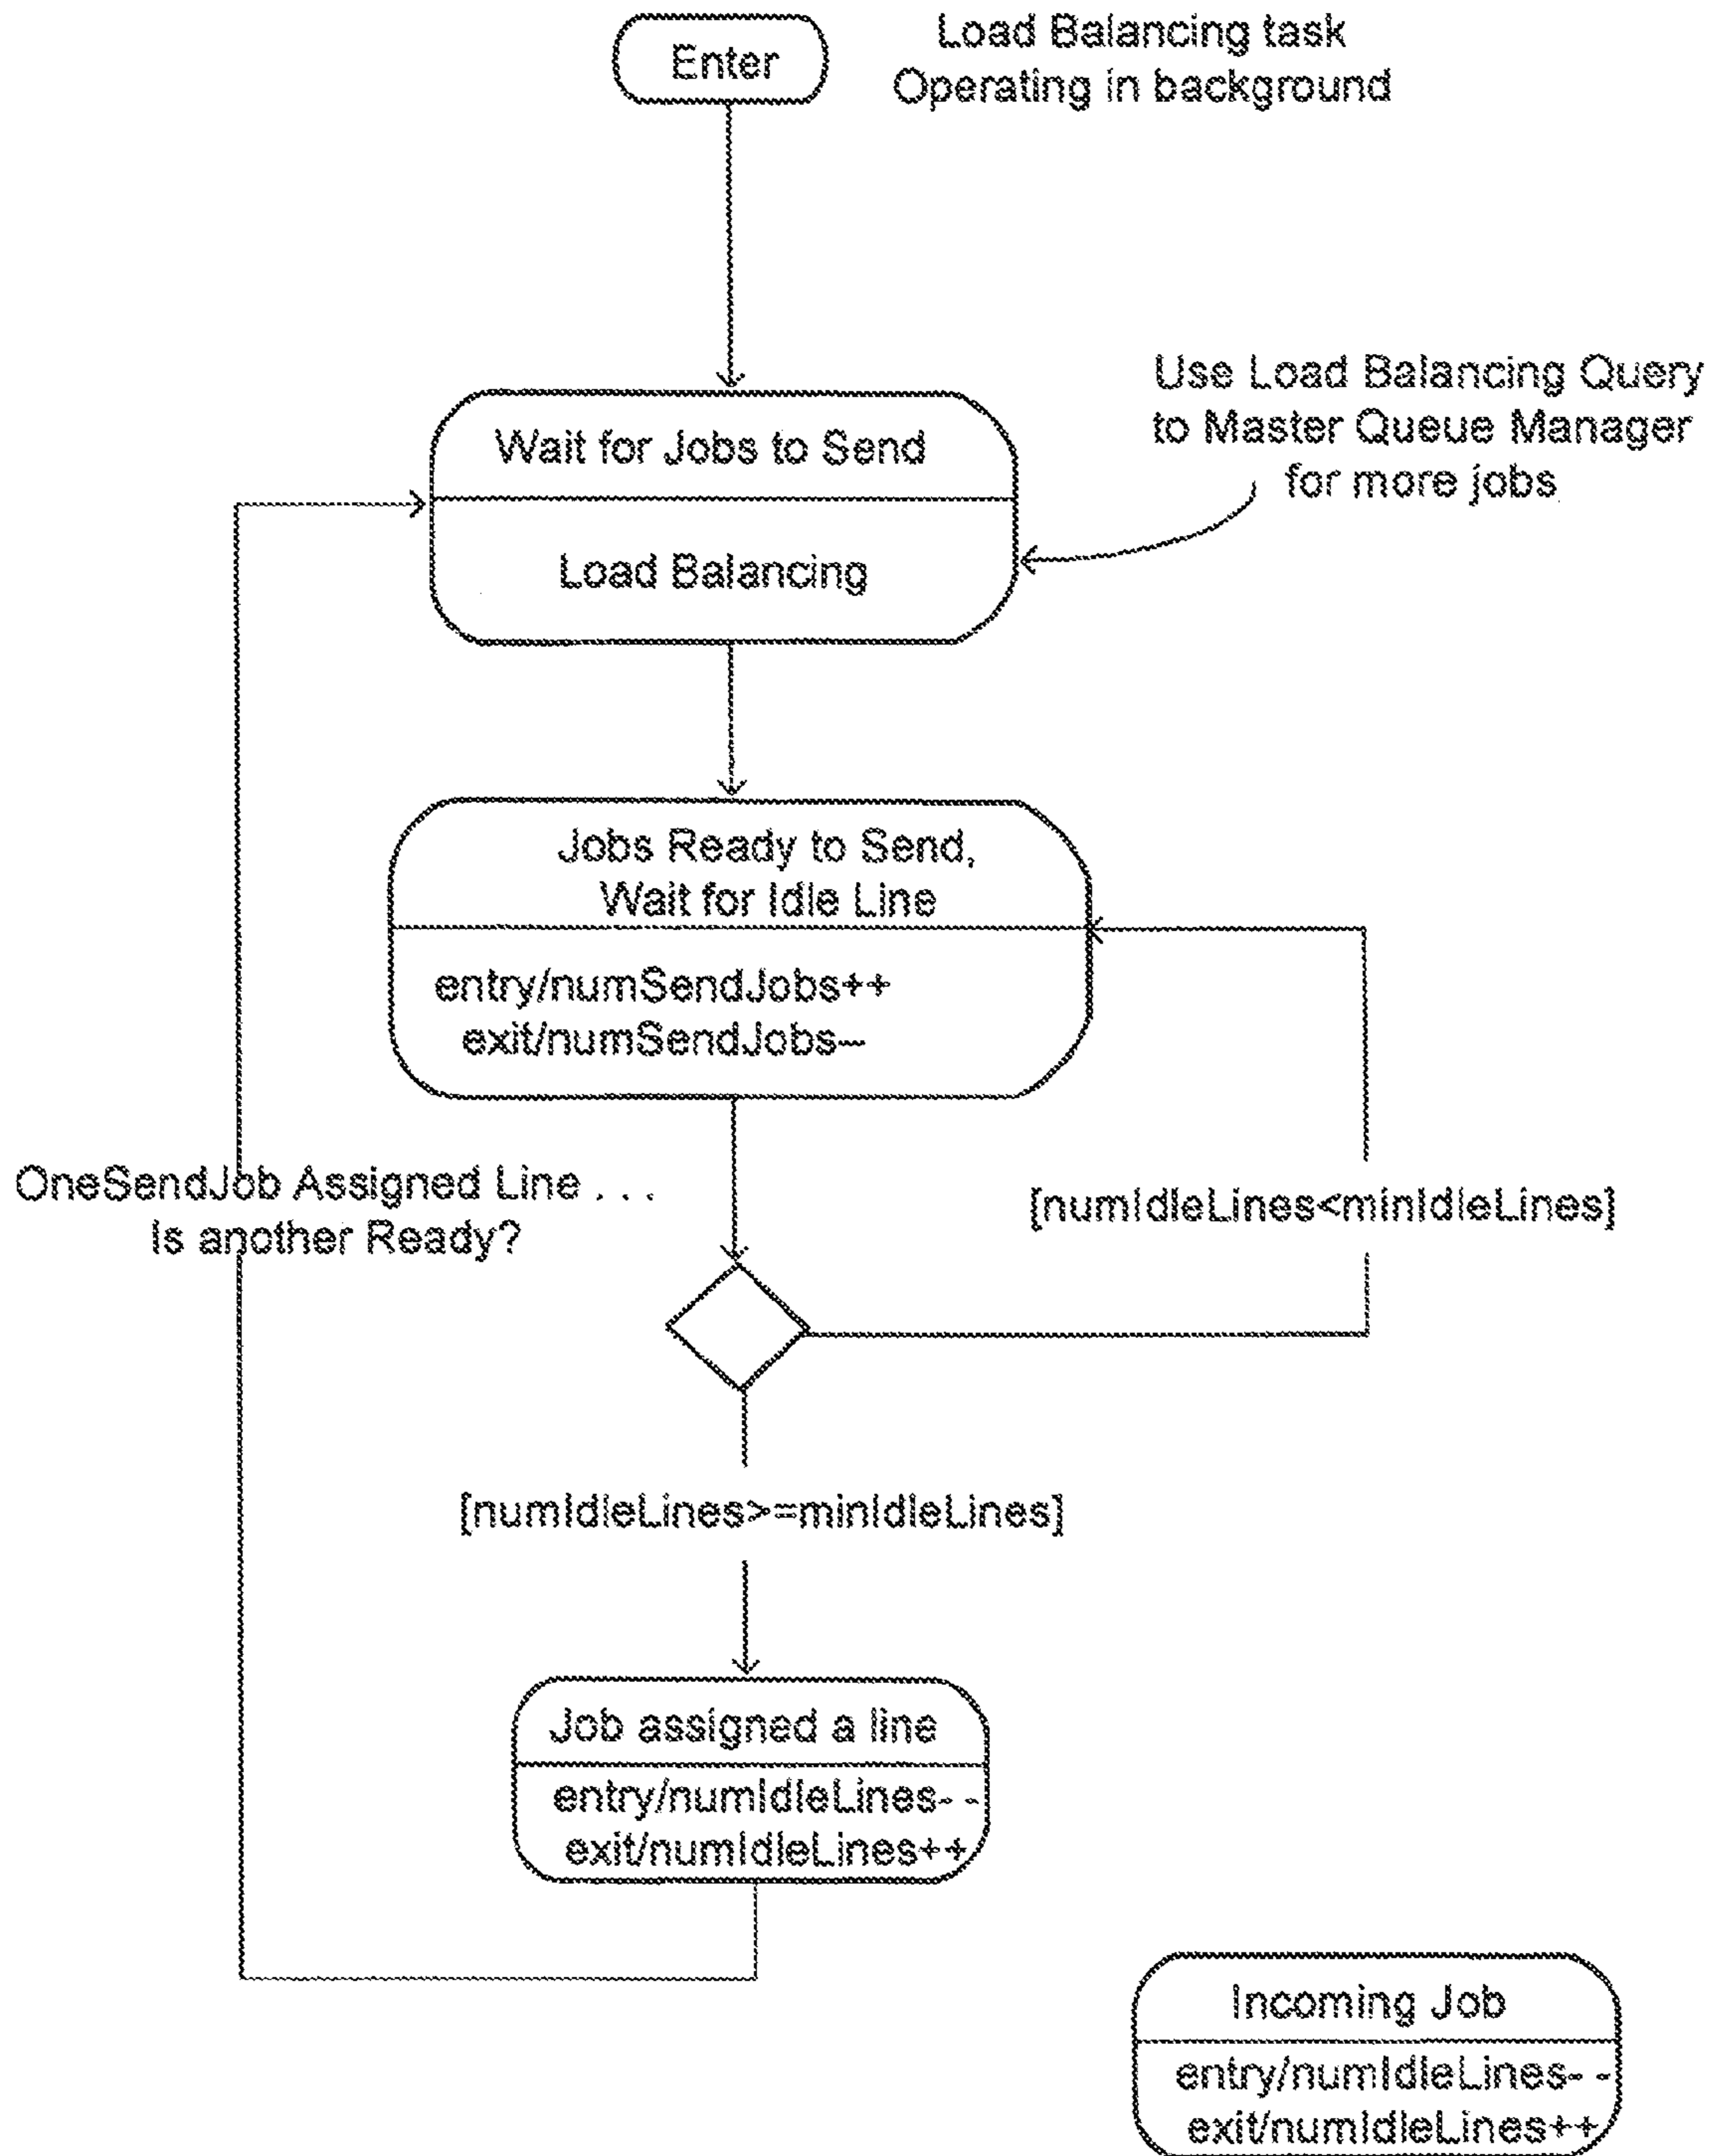 Enter
Load Balancing task
Operating in background
Use Load Balancing Query
to Master Queue Manager
for more jobs
Wait for Jobs to Send
Load Balancing
Jobs Ready to Send,
Wait for Idle Line
entry/numSendJobs++
exit/numSendJobs--
OneSendJob Assigned Line . . .
Is another Ready?
[numIdleLines<minIdleLines]
[numIdleLines>=minIdleLines]
Job assigned a line
entry/numIdleLines- -
exit/numIdleLines++
Incoming Job
entry/numIdleLines- -
exit/numIdleLines++